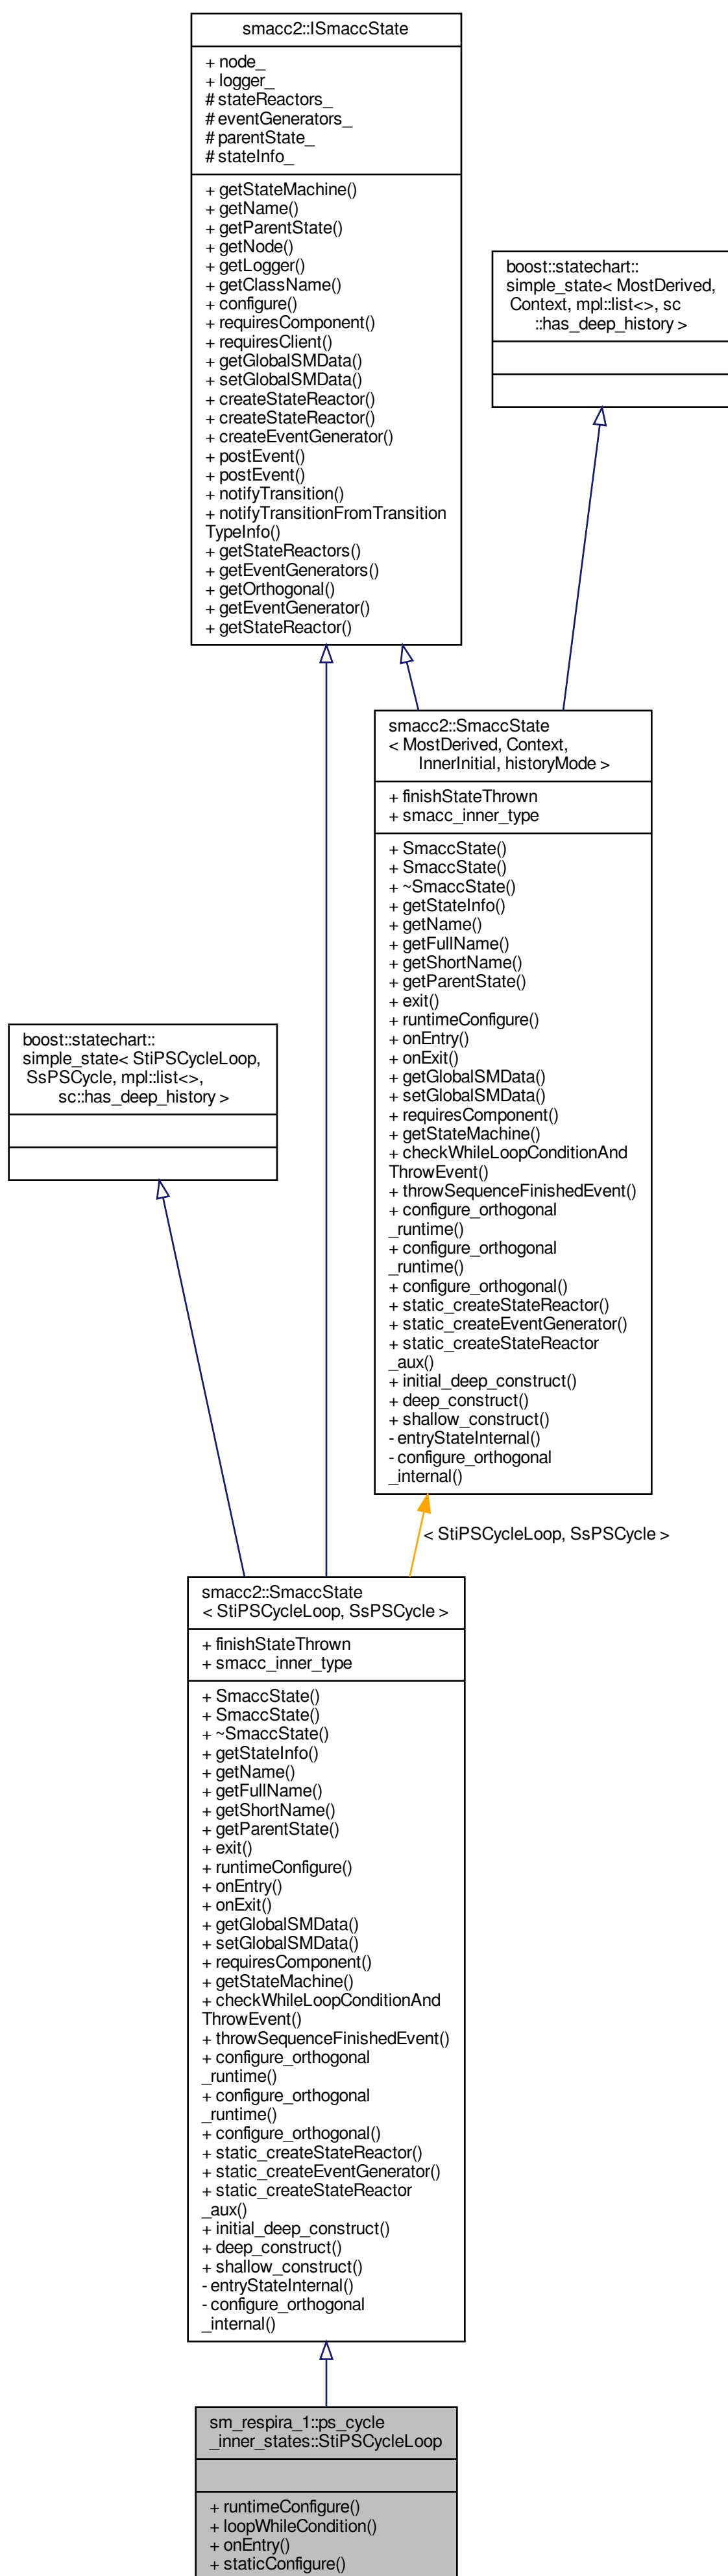 smacc2::ISmaccState
+ node_
+ logger_
# stateReactors_
# eventGenerators_
# parentState_
# stateInfo_
+ getStateMachine()
+ getName()
+ getParentState()
+ getNode()
+ getLogger()
+ getClassName()
+ configure()
+ requiresComponent()
+ requiresClient()
+ getGlobalSMData()
+ setGlobalSMData()
+ createStateReactor()
+ createStateReactor()
+ createEventGenerator()
+ postEvent()
+ postEvent()
+ notifyTransition()
+ notifyTransitionFromTransition
TypeInfo()
+ getStateReactors()
+ getEventGenerators()
+ getOrthogonal()
+ getEventGenerator()
+ getStateReactor()
boost::statechart::
simple_state< MostDerived,
Context, mpl::list<>, sc
::has_deep_history >
smacc2::SmaccState
< MostDerived, Context,
InnerInitial, historyMode >
+ finishStateThrown
+ smacc_inner_type
+ SmaccState()
+ SmaccState()
+ ~SmaccState()
+ getStateInfo()
+ getName()
+ getFullName()
+ getShortName()
+ getParentState()
+ exit()
+ runtimeConfigure()
+ onEntry()
+ onExit()
+ getGlobalSMData()
+ setGlobalSMData()
+ requiresComponent()
+ getStateMachine()
+ checkWhileLoopConditionAnd
ThrowEvent()
+ throwSequenceFinishedEvent()
+ configure_orthogonal
_runtime()
+ configure_orthogonal
_runtime()
+ configure_orthogonal()
+ static_createStateReactor()
+ static_createEventGenerator()
+ static_createStateReactor
_aux()
+ initial_deep_construct()
+ deep_construct()
+ shallow_construct()
- entryStateInternal()
- configure_orthogonal
_internal()
boost::statechart::
simple_state< StiPSCycleLoop,
SsPSCycle, mpl::list<>,
sc::has_deep_history >
< StiPSCycleLoop, SsPSCycle >
smacc2::SmaccState
< StiPSCycleLoop, SsPSCycle >
+ finishStateThrown
+ smacc_inner_type
+ SmaccState()
+ SmaccState()
+ ~SmaccState()
+ getStateInfo()
+ getName()
+ getFullName()
+ getShortName()
+ getParentState()
+ exit()
+ runtimeConfigure()
+ onEntry()
+ onExit()
+ getGlobalSMData()
+ setGlobalSMData()
+ requiresComponent()
+ getStateMachine()
+ checkWhileLoopConditionAnd
ThrowEvent()
+ throwSequenceFinishedEvent()
+ configure_orthogonal
_runtime()
+ configure_orthogonal
_runtime()
+ configure_orthogonal()
+ static_createStateReactor()
+ static_createEventGenerator()
+ static_createStateReactor
_aux()
+ initial_deep_construct()
+ deep_construct()
+ shallow_construct()
- entryStateInternal()
- configure_orthogonal
_internal()
sm_respira_1::ps_cycle
_inner_states::StiPSCycleLoop
+ runtimeConfigure()
+ loopWhileCondition()
+ onEntry()
+ staticConfigure()